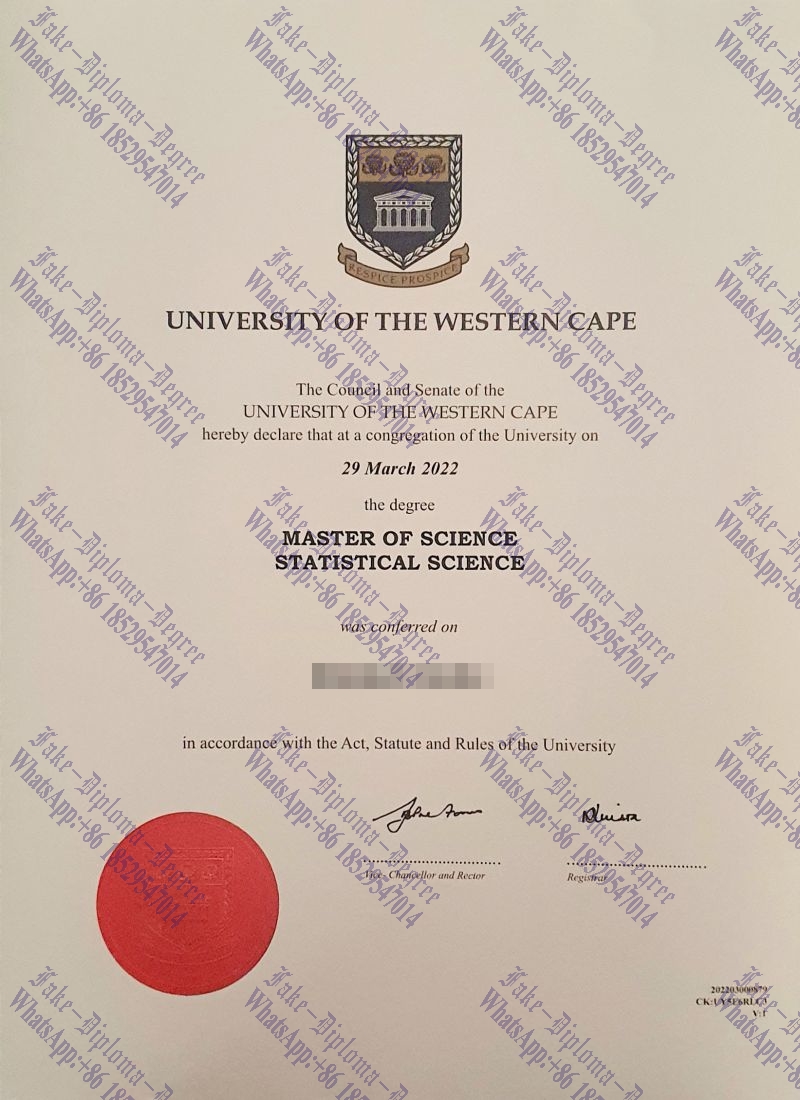 RESPICE PROSPICE
UNIVERSITY OF THE WESTERN CAPE
The Council and Senate of the
UNIVERSITY OF THE WESTERN CAPE
hereby declare that at a congregation of the University on
29 March 2022
the degree
MASTER OF SCIENCE
STATISTICAL SCIENCE
was conferred on
in accordance with the Act, Statute and Rules of the University
Vice-Chancellor and Rector
Registrar
202203000879
V:1
Fake-Diploma-Degree
WhatsApp:+86 18529547014